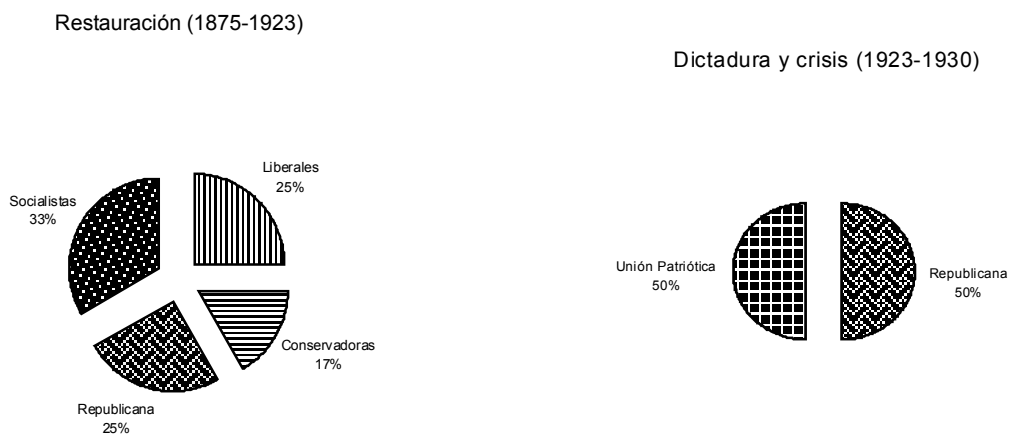 Restauración (1875-1923)
Liberales
25%
Socialistas
33%
Conservadoras
17%
Republicana
25%
Dictadura y crisis (1923-1930)
Unión Patriótica
50%
Republicana
50%